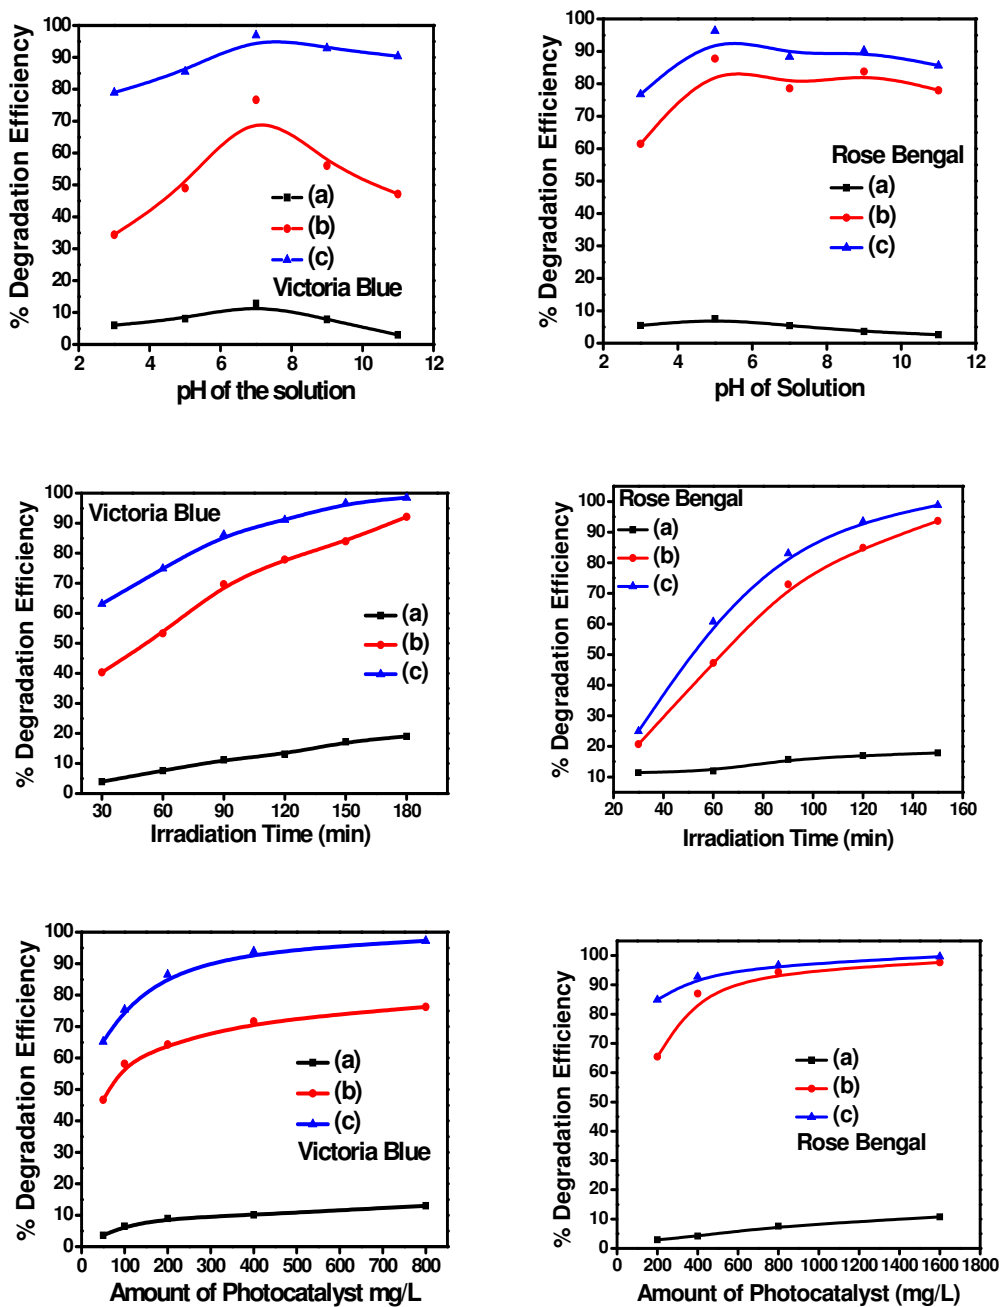 100
90
80
70
60
50
40
30
20
10
0
% Degradation Efficiency
(a)
(b)
(c)
Victoria Blue
2 4 6 8 10 12
pH of the solution
100
90
80
70
60
50
40
30
20
10
0
% Degradation Efficiency
Rose Bengal
(a)
(b)
(c)
2 4 6 8 10 12
pH of Solution
100
90
80
70
60
50
40
30
20
10
0
% Degradation Efficiency
Victoria Blue
(a)
(b)
(c)
30 60 90 120 150 180
Irradiation Time (min)
100
90
80
70
60
50
40
30
20
10
% Degradation Efficiency
Rose Bengal
(a)
(b)
(c)
20 40 60 80 100 120 140 160
Irradiation Time (min)
100
90
80
70
60
50
40
30
20
10
0
% Degradation Efficiency
(a)
(b)
(c)
Victoria Blue
0 100 200 300 400 500 600 700 800
Amount of Photocatalyst mg/L
100
90
80
70
60
50
40
30
20
10
0
% Degradation Efficiency
(a)
(b)
(c)
Rose Bengal
0 200 400 600 800 1000 1200 1400 1600 1800
Amount of Photocatalyst (mg/L)